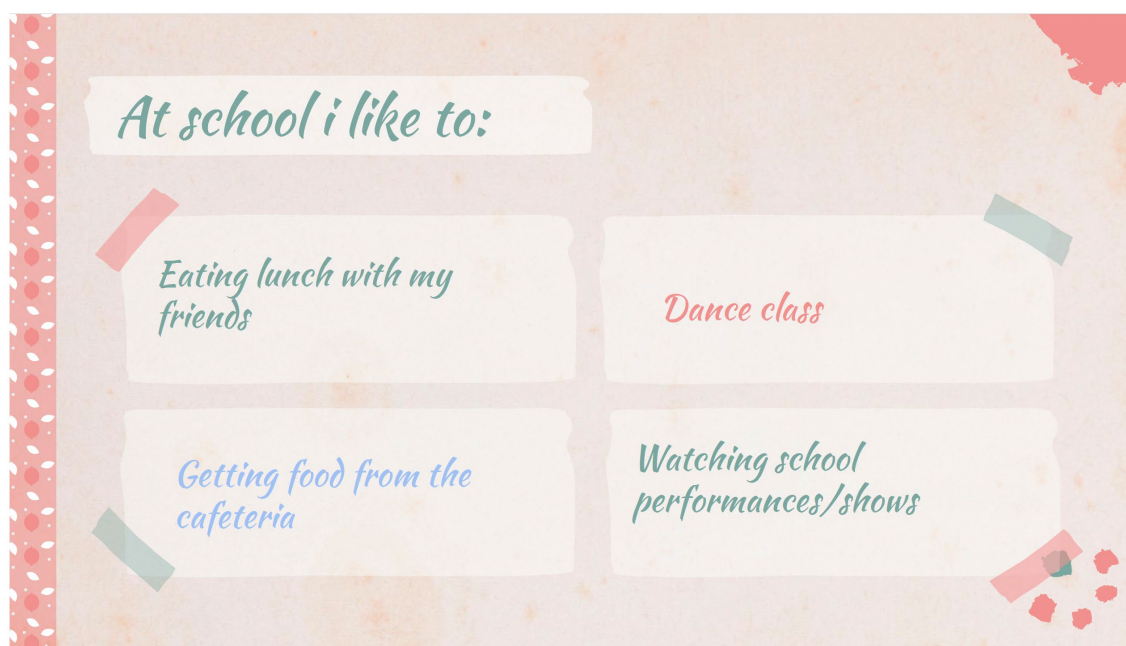 At school i like to:
Eating lunch with my
friends
Dance class
Getting food from the
cafeteria
Watching school
performances/shows